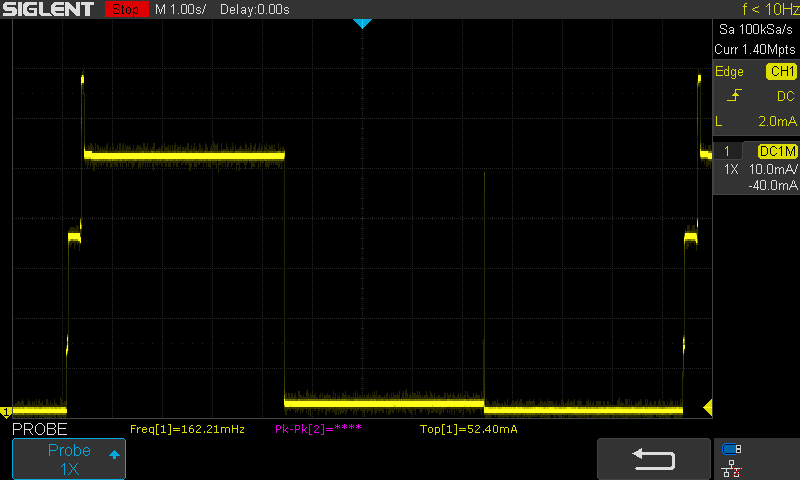 SIGLENT Stop M 1.00s/ Delay:0.00s f < 10Hz
Sa 100kSa/s
Curr 1.40Mpts
Edge CH1
DC
L 2.0mA
1 DC1M
1X 10.0mA/
-40.0mA
1
PROBE Freq[1]=162.21mHz Pk-Pk[2]=**** Top[1]=52.40mA
Probe
1X